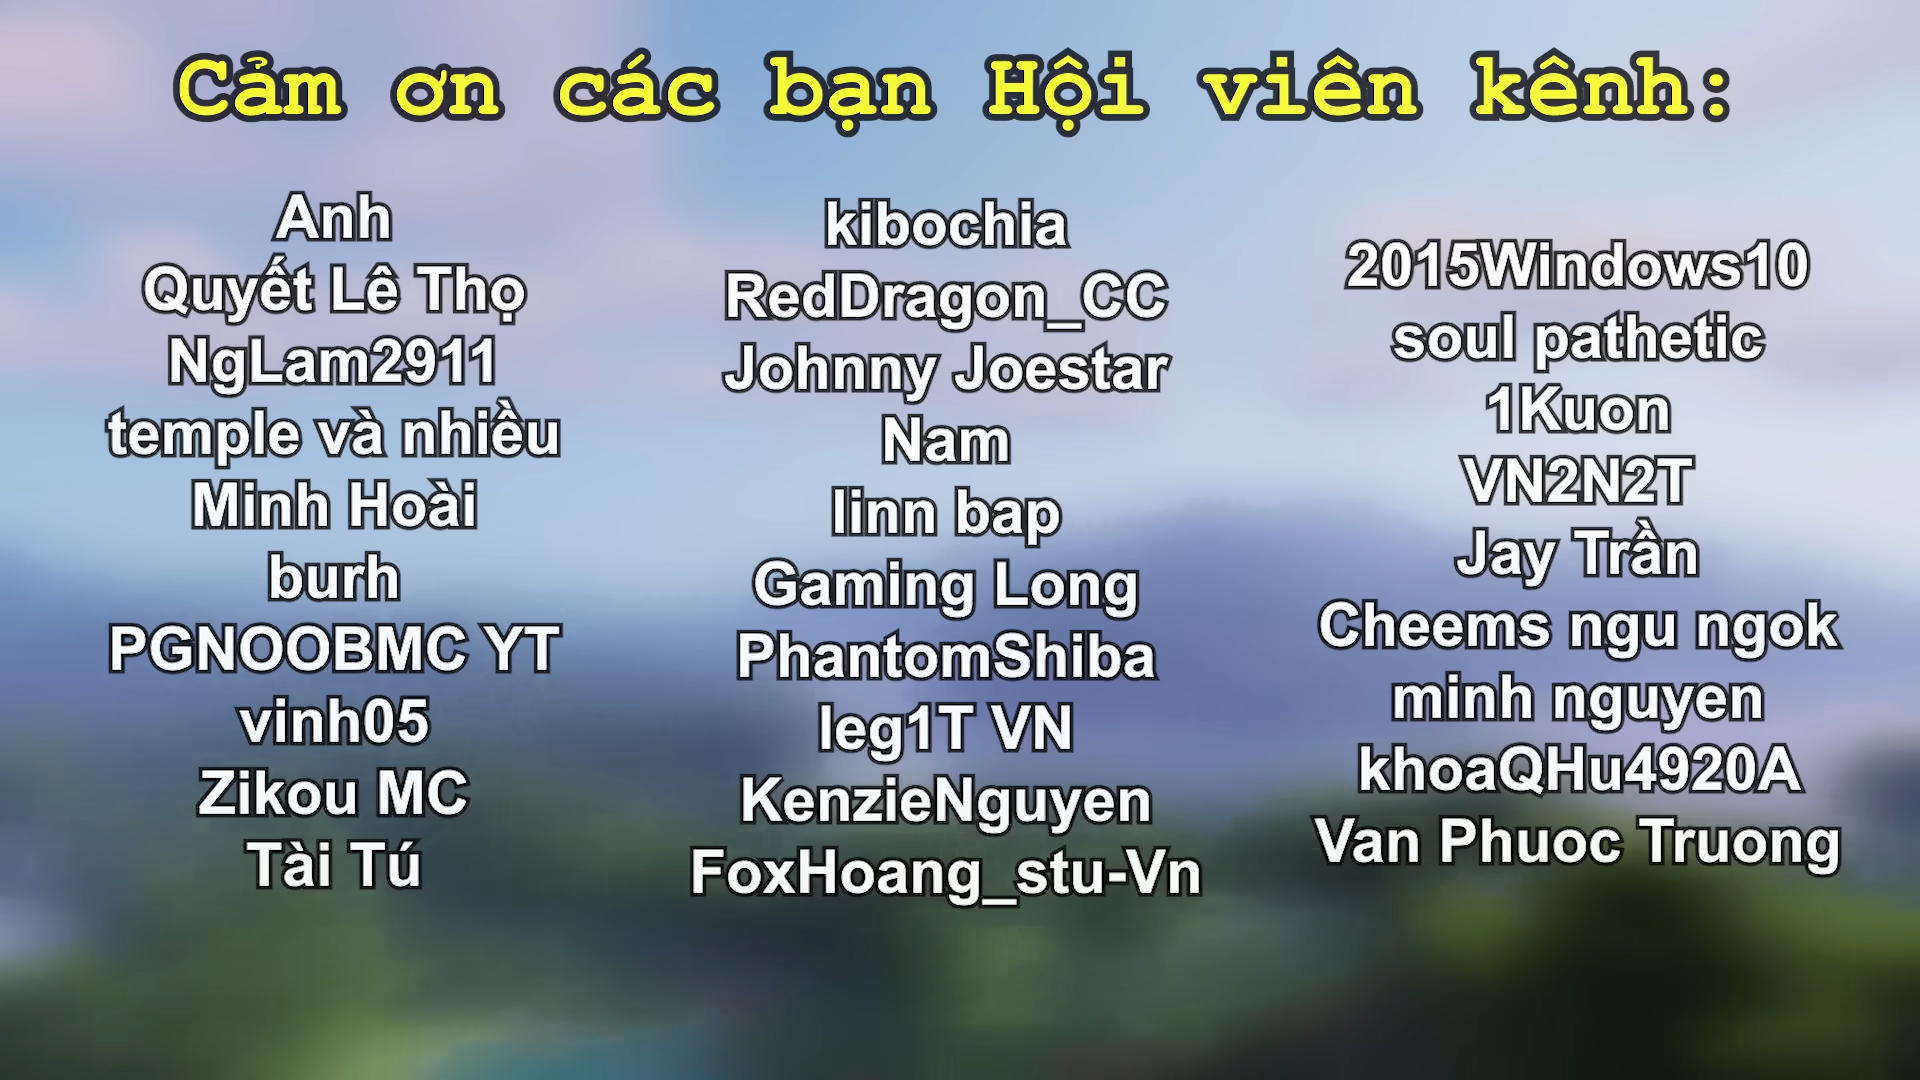 Cảm ơn các bạn Hội viên kênh:
Anh
Quyết Lê Thọ
NgLam2911
temple và nhiều
Minh Hoài
burh
PGNOOBMC YT
vinh05
Zikou MC
Tài Tú
kibochia
RedDragon_CC
Johnny Joestar
Nam
linn bap
Gaming Long
PhantomShiba
leg1T VN
KenzieNguyen
FoxHoang_stu-Vn
2015Windows10
soul pathetic
1Kuon
VN2N2T
Jay Trần
Cheems ngu ngok
minh nguyen
khoaQHu4920A
Van Phuoc Truong